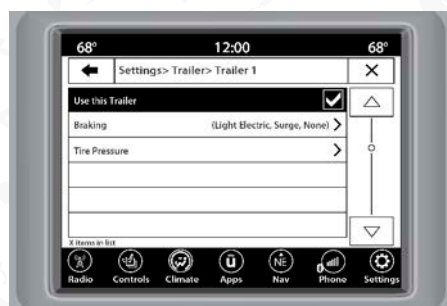 68° 12:00 68°
Settings> Trailer> Trailer 1
Use this Trailer
Braking (Light Electric, Surge, None)
Tire Pressure
X items in list
Radio Controls Climate Apps Nav Phone Settings